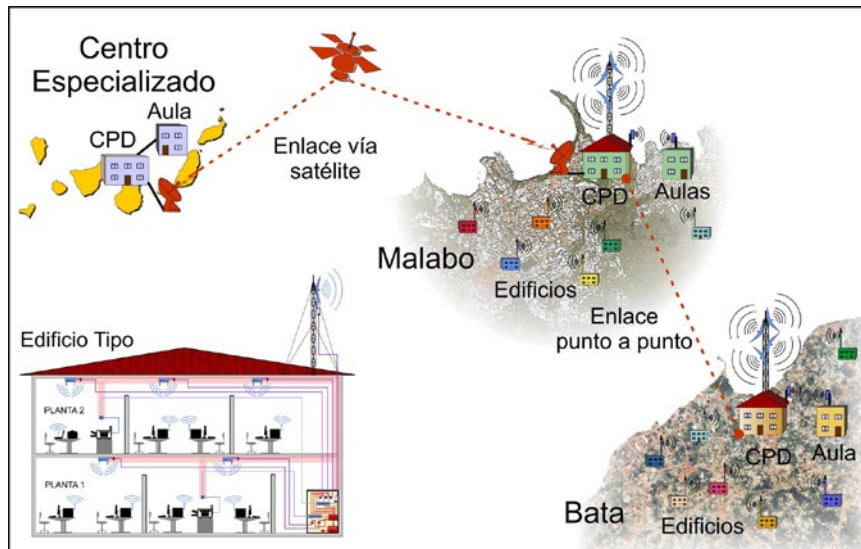 Centro
Especializado
Aula
CPD
Enlace vía
satélite
CPD
Aulas
Malabo
Edificios
Enlace
punto a punto
Edificio Tipo
PLANTA 2
PLANTA 1
CPD
Aula
Bata
Edificios